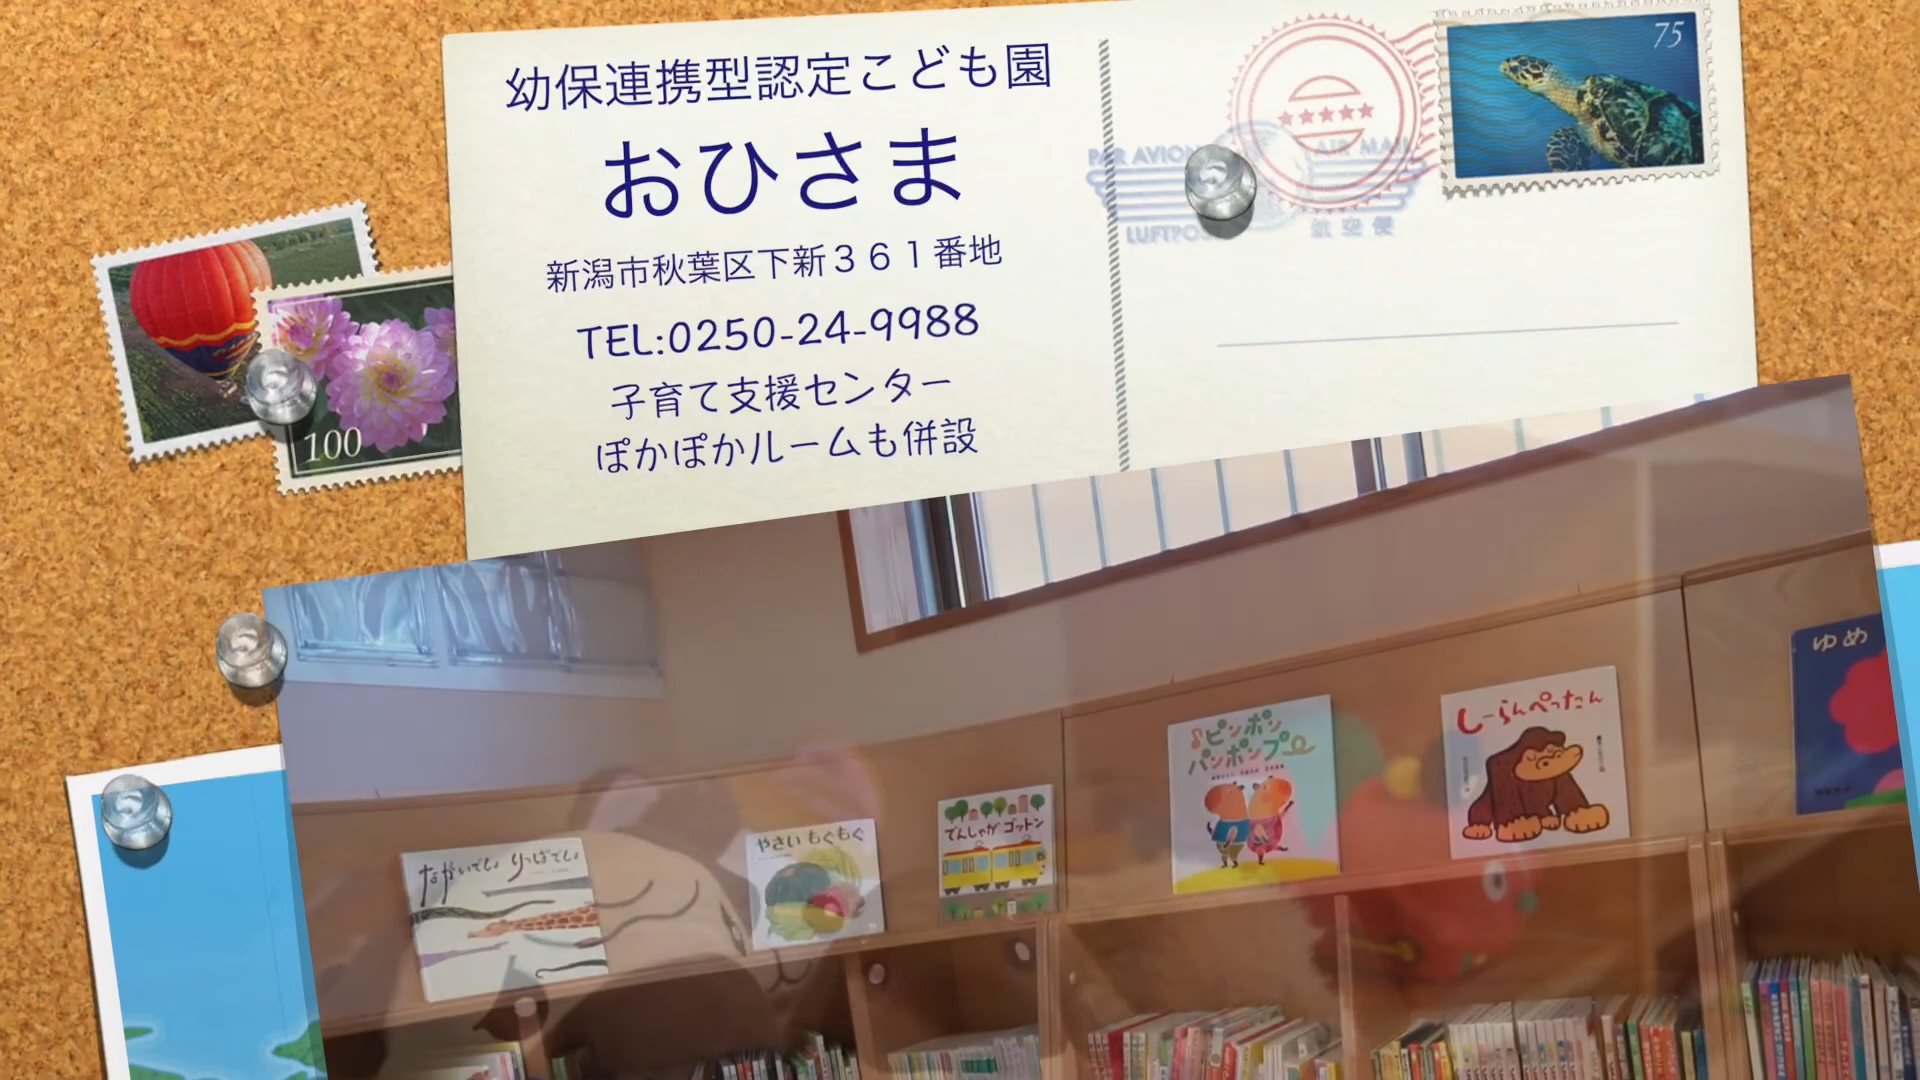 幼保連携型認定こども園
おひさま
新潟市秋葉区下新３６１番地
TEL:0250-24-9988
子育て支援センター
ぽかぽかルームも併設
75
PAR AVION
AIR MAIL
LUFTPOST
航空便
100
ながいでしょ りっぱでしょ
やさい もぐもぐ
でんしゃが ゴットン
ピンポン
パンポンプー
しーらんぺったん
ゆめ